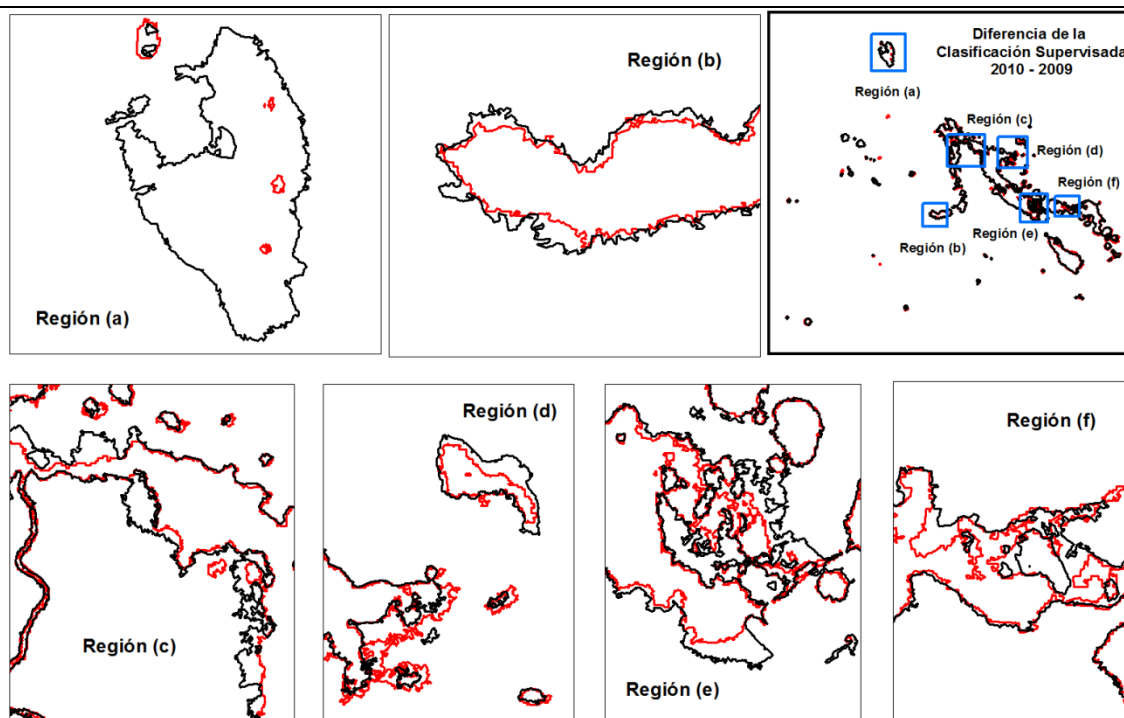 Región (a)
Región (b)
Diferencia de la
Clasificación Supervisada
2010 - 2009
Región (a)
Región (c)
Región (d)
Región (f)
Región (b)
Región (e)
Región (c)
Región (d)
Región (e)
Región (f)